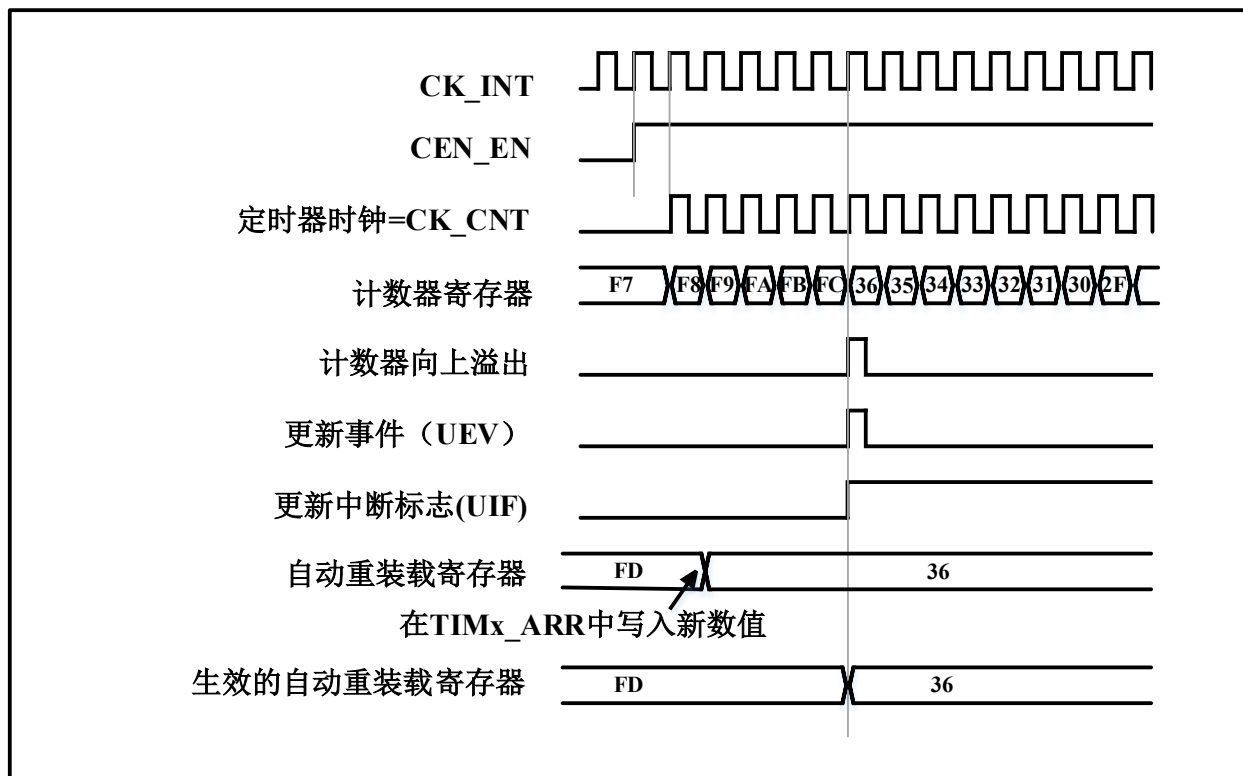 CK_INT
CEN_EN
定时器时钟=CK_CNT
计数器寄存器
F7 F8 F9 FA FB FC 36 35 34 33 32 31 30 2F
计数器向上溢出
更新事件（UEV）
更新中断标志(UIF)
自动重装载寄存器
FD 36
在TIMx_ARR中写入新数值
生效的自动重装载寄存器
FD 36